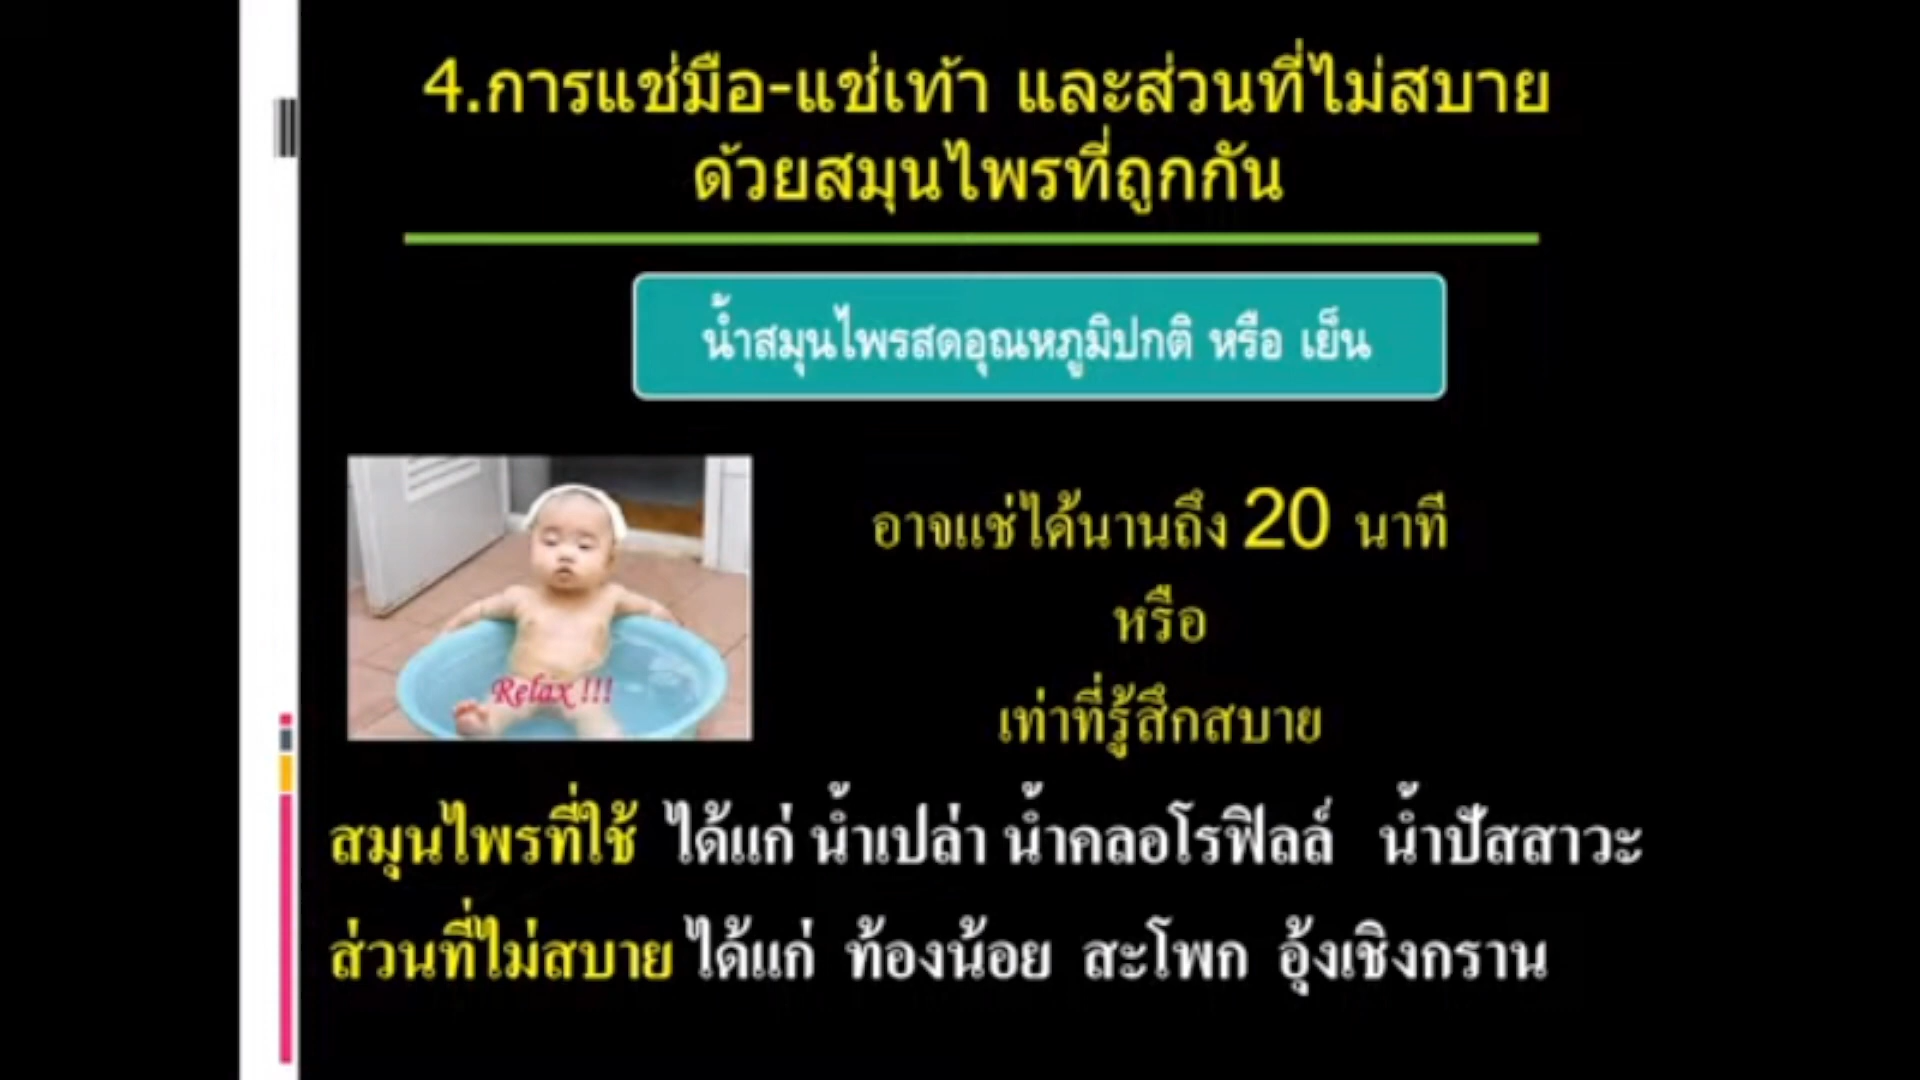 4.การแช่มือ-แช่เท้า และส่วนที่ไม่สบาย
ด้วยสมุนไพรที่ถูกกัน
น้ำสมุนไพรสดอุณหภูมิปกติ หรือ เย็น
อาจแช่ได้นานถึง 20 นาที
หรือ
เท่าที่รู้สึกสบาย
Relax !!!
สมุนไพรที่ใช้ ได้แก่ น้ำเปล่า น้ำคลอโรฟิลล์ น้ำปัสสาวะ
ส่วนที่ไม่สบาย ได้แก่ ท้องน้อย สะโพก อุ้งเชิงกราน